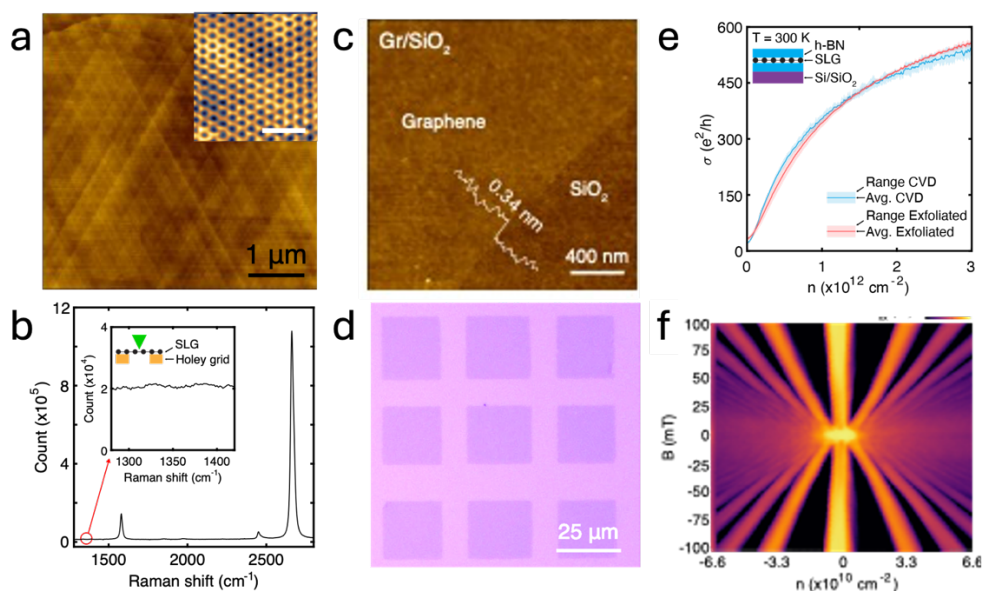 a
1 µm
b
12
8
4
0
Count (x10⁵)
1500
2000
2500
Raman shift (cm⁻¹)
4
2
0
Count (x10⁴)
1300
1350
1400
Raman shift (cm⁻¹)
SLG
Holey grid
c
Gr/SiO₂
Graphene
0.34 nm
SiO₂
400 nm
d
25 µm
e
600
450
300
150
0
σ (e²/h)
0
1
2
3
n (x10¹² cm⁻²)
T = 300 K
h-BN
SLG
Si/SiO₂
Range CVD
Avg. CVD
Range Exfoliated
Avg. Exfoliated
f
100
75
50
25
0
-25
-50
-75
-100
B (mT)
-6.6
-3.3
0
3.3
6.6
n (x10¹⁰ cm⁻²)